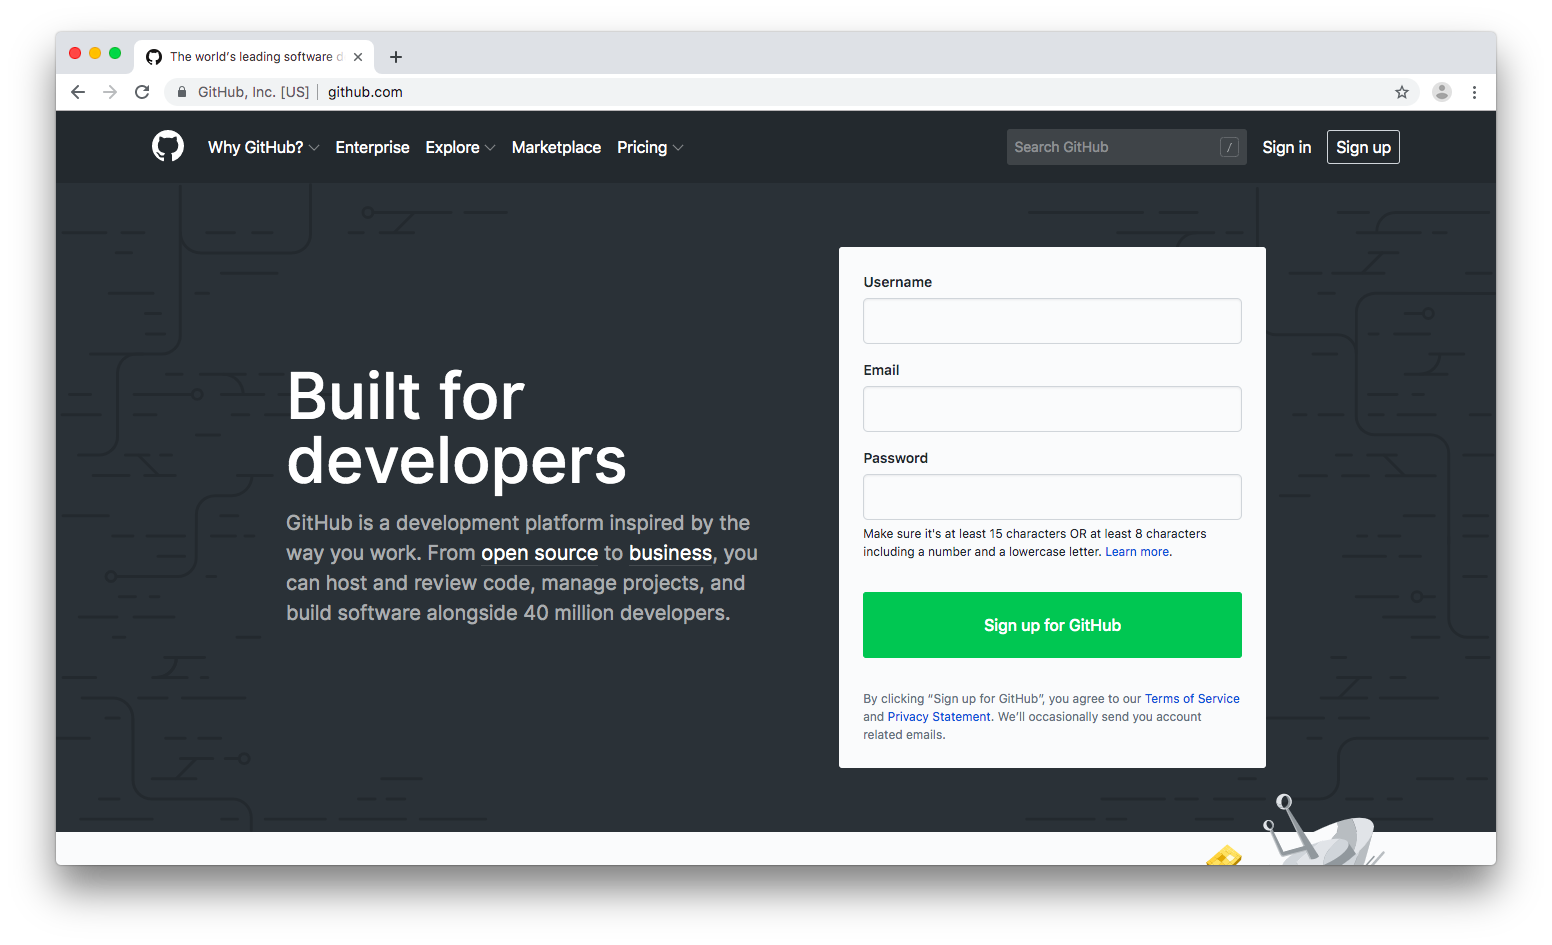 The world's leading software d
GitHub, Inc. [US] github.com
Why GitHub? Enterprise Explore Marketplace Pricing Search GitHub / Sign in Sign up
Built for
developers
GitHub is a development platform inspired by the
way you work. From open source to business, you
can host and review code, manage projects, and
build software alongside 40 million developers.
Username
Email
Password
Make sure it's at least 15 characters OR at least 8 characters
including a number and a lowercase letter. Learn more.
Sign up for GitHub
By clicking “Sign up for GitHub”, you agree to our Terms of Service
and Privacy Statement. We’ll occasionally send you account
related emails.